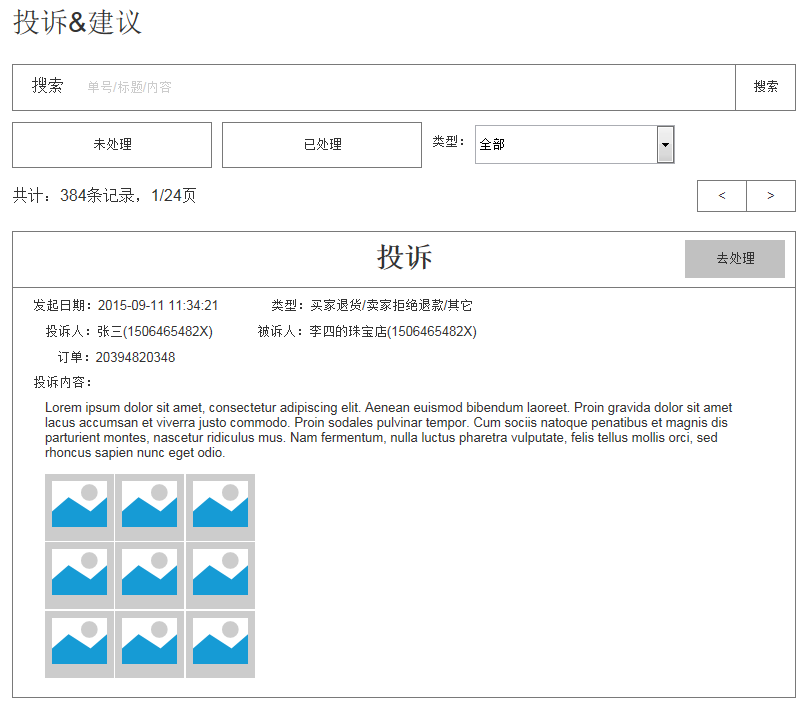 投诉&建议
搜索 单号/标题/内容 搜索
未处理 已处理 类型： 全部
共计：384条记录，1/24页 < >
投诉 去处理
发起日期：2015-09-11 11:34:21 类型：买家退货/卖家拒绝退款/其它
投诉人：张三(1506465482X) 被诉人：李四的珠宝店(1506465482X)
订单：20394820348
投诉内容：
Lorem ipsum dolor sit amet, consectetur adipiscing elit. Aenean euismod bibendum laoreet. Proin gravida dolor sit amet
lacus accumsan et viverra justo commodo. Proin sodales pulvinar tempor. Cum sociis natoque penatibus et magnis dis
parturient montes, nascetur ridiculus mus. Nam fermentum, nulla luctus pharetra vulputate, felis tellus mollis orci, sed
rhoncus sapien nunc eget odio.